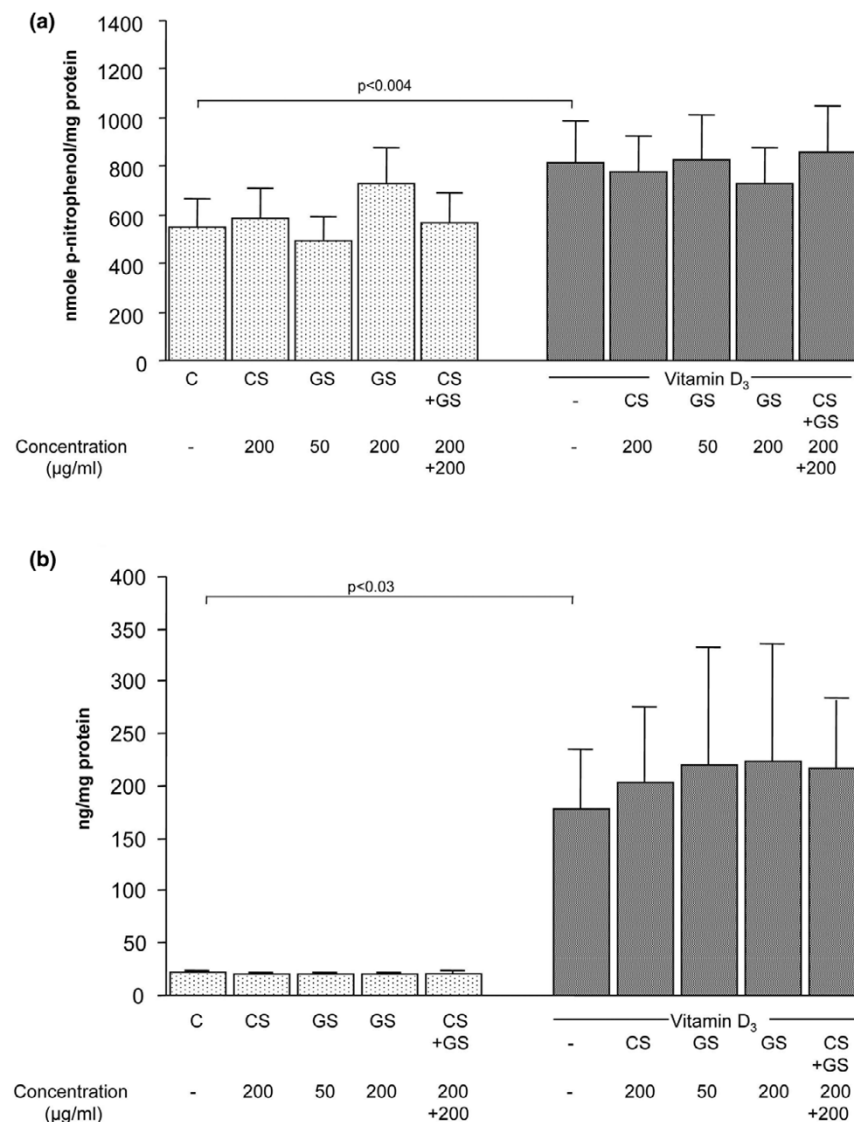 (a)
1400
1200
1000
800
600
400
200
0
nmole p-nitrophenol/mg protein
p<0.004
C CS GS GS CS
+GS
Vitamin D3
- CS GS GS CS
+GS
Concentration - 200 50 200 200 - 200 50 200 200
(µg/ml) +200 +200
(b)
400
350
300
250
200
150
100
50
0
ng/mg protein
p<0.03
C CS GS GS CS
+GS
Vitamin D3
- CS GS GS CS
+GS
Concentration - 200 50 200 200 - 200 50 200 200
(µg/ml) +200 +200